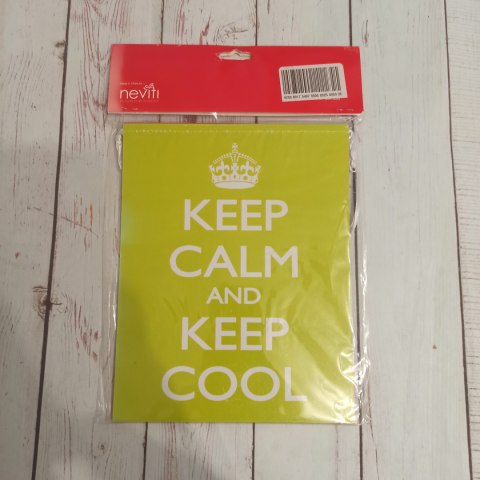 neviti
KEEP
CALM
AND
KEEP
COOL